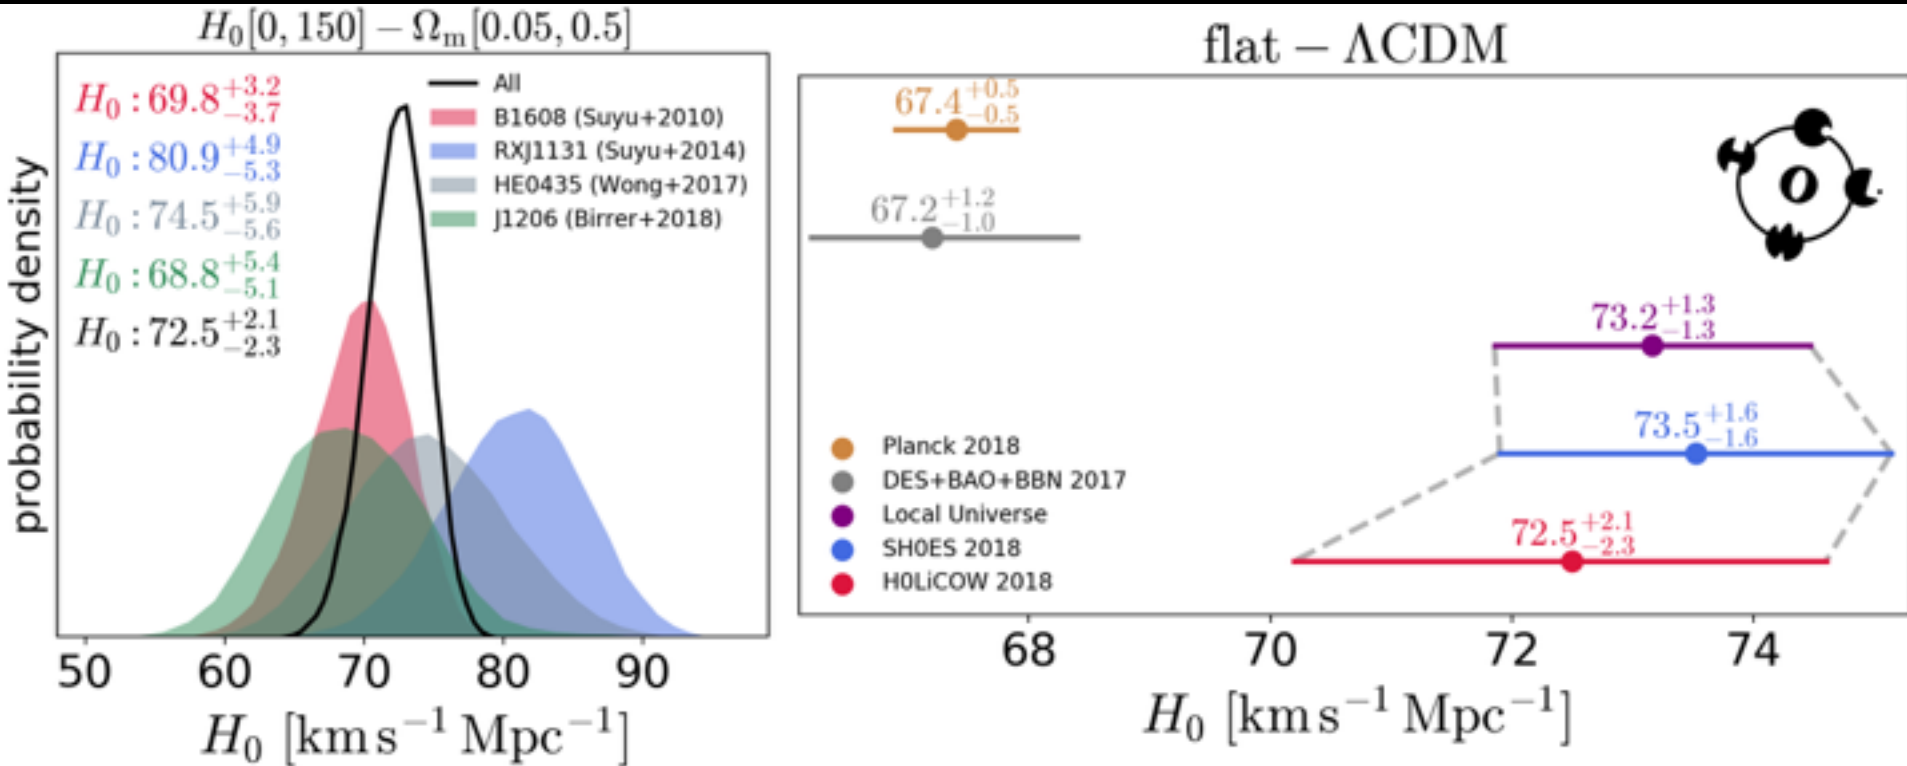 H₀[0, 150] − Ωₘ[0.05, 0.5]
H₀ : 69.8 +3.2 −3.7
H₀ : 80.9 +4.9 −5.3
H₀ : 74.5 +5.9 −5.6
H₀ : 68.8 +5.4 −5.1
H₀ : 72.5 +2.1 −2.3
All
B1608 (Suyu+2010)
RXJ1131 (Suyu+2014)
HE0435 (Wong+2017)
J1206 (Birrer+2018)
probability density
50 60 70 80 90
H₀ [km s⁻¹ Mpc⁻¹]
flat − ΛCDM
67.4 +0.5 −0.5
67.2 +1.2 −1.0
73.2 +1.3 −1.3
73.5 +1.6 −1.6
72.5 +2.1 −2.3
Planck 2018
DES+BAO+BBN 2017
Local Universe
SH0ES 2018
H0LiCOW 2018
68 70 72 74
H₀ [km s⁻¹ Mpc⁻¹]